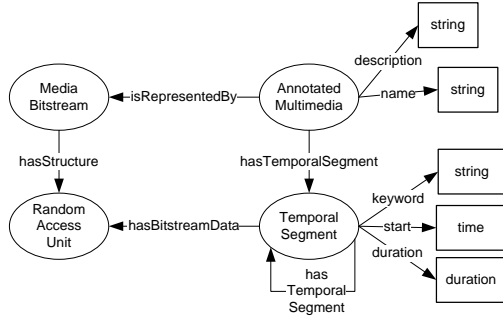 string
description
Media
Bitstream
isRepresentedBy
Annotated
Multimedia
name
string
hasStructure
hasTemporalSegment
string
keyword
Random
Access
Unit
hasBitstreamData
Temporal
Segment
start
time
duration
duration
has
Temporal
Segment